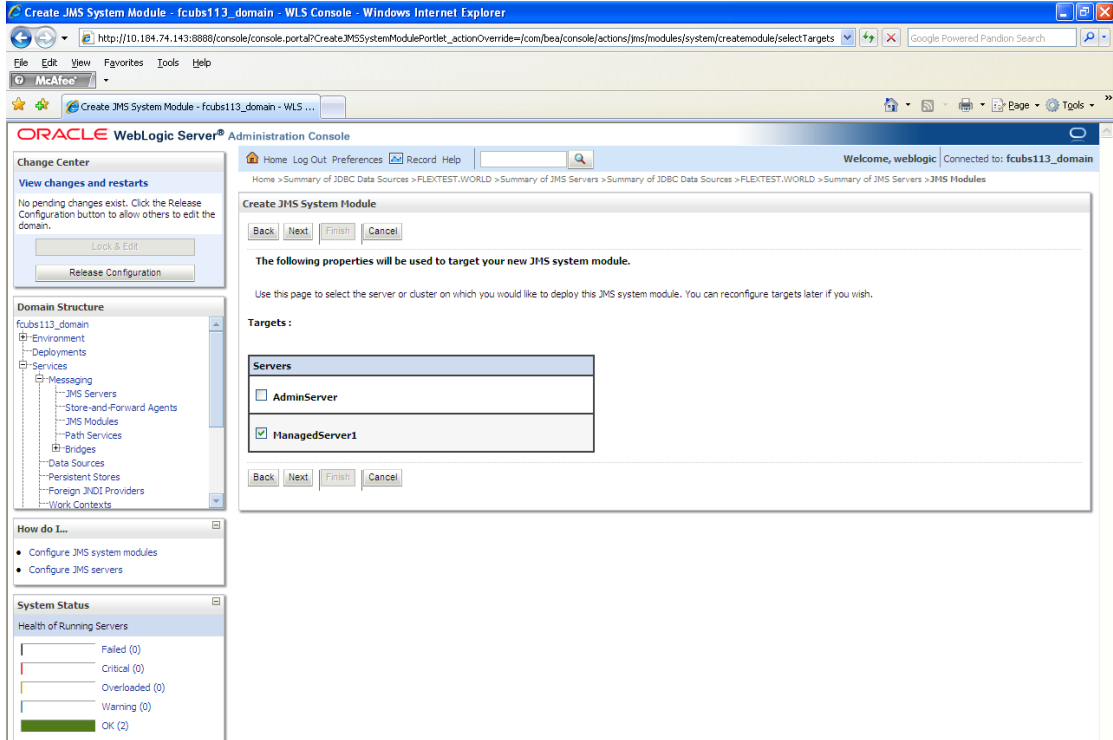 Create JMS System Module - fcubs113_domain - WLS Console - Windows Internet Explorer
http://10.184.74.143:8888/console/console.portal?CreateJMSSystemModulePortlet_actionOverride=/com/bea/console/actions/jms/modules/system/createmodule/selectTargets
Google Powered Pandion Search
File Edit View Favorites Tools Help
McAfee
Create JMS System Module - fcubs113_domain - WLS ...
Page Tools
ORACLE WebLogic Server® Administration Console
Change Center
View changes and restarts
No pending changes exist. Click the Release
Configuration button to allow others to edit the
domain.
Lock & Edit
Release Configuration
Domain Structure
fcubs113_domain
Environment
Deployments
Services
Messaging
JMS Servers
Store-and-Forward Agents
JMS Modules
Path Services
Bridges
Data Sources
Persistent Stores
Foreign JNDI Providers
Work Contexts
How do I...
Configure JMS system modules
Configure JMS servers
System Status
Health of Running Servers
Failed (0)
Critical (0)
Overloaded (0)
Warning (0)
OK (2)
Home Log Out Preferences Record Help
Welcome, weblogic Connected to: fcubs113_domain
Home >Summary of JDBC Data Sources >FLEXTEST.WORLD >Summary of JMS Servers >Summary of JDBC Data Sources >FLEXTEST.WORLD >Summary of JMS Servers >JMS Modules
Create JMS System Module
Back Next Finish Cancel
The following properties will be used to target your new JMS system module.
Use this page to select the server or cluster on which you would like to deploy this JMS system module. You can reconfigure targets later if you wish.
Targets :
Servers
AdminServer
ManagedServer1
Back Next Finish Cancel